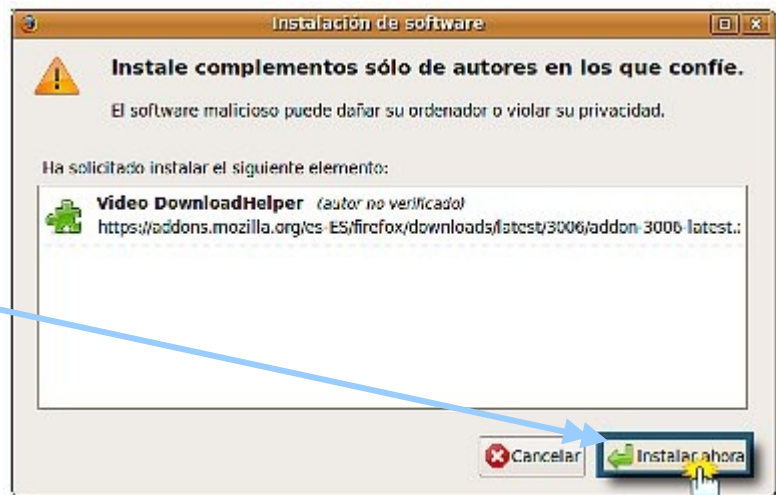 Instalación de software
Instale complementos sólo de autores en los que confíe.
El software malicioso puede dañar su ordenador o violar su privacidad.
Ha solicitado instalar el siguiente elemento:
Video DownloadHelper (autor no verificado)
https://addons.mozilla.org/es-ES/firefox/downloads/latest/3006/addon-3006-latest.:
Cancelar
Instalar ahora